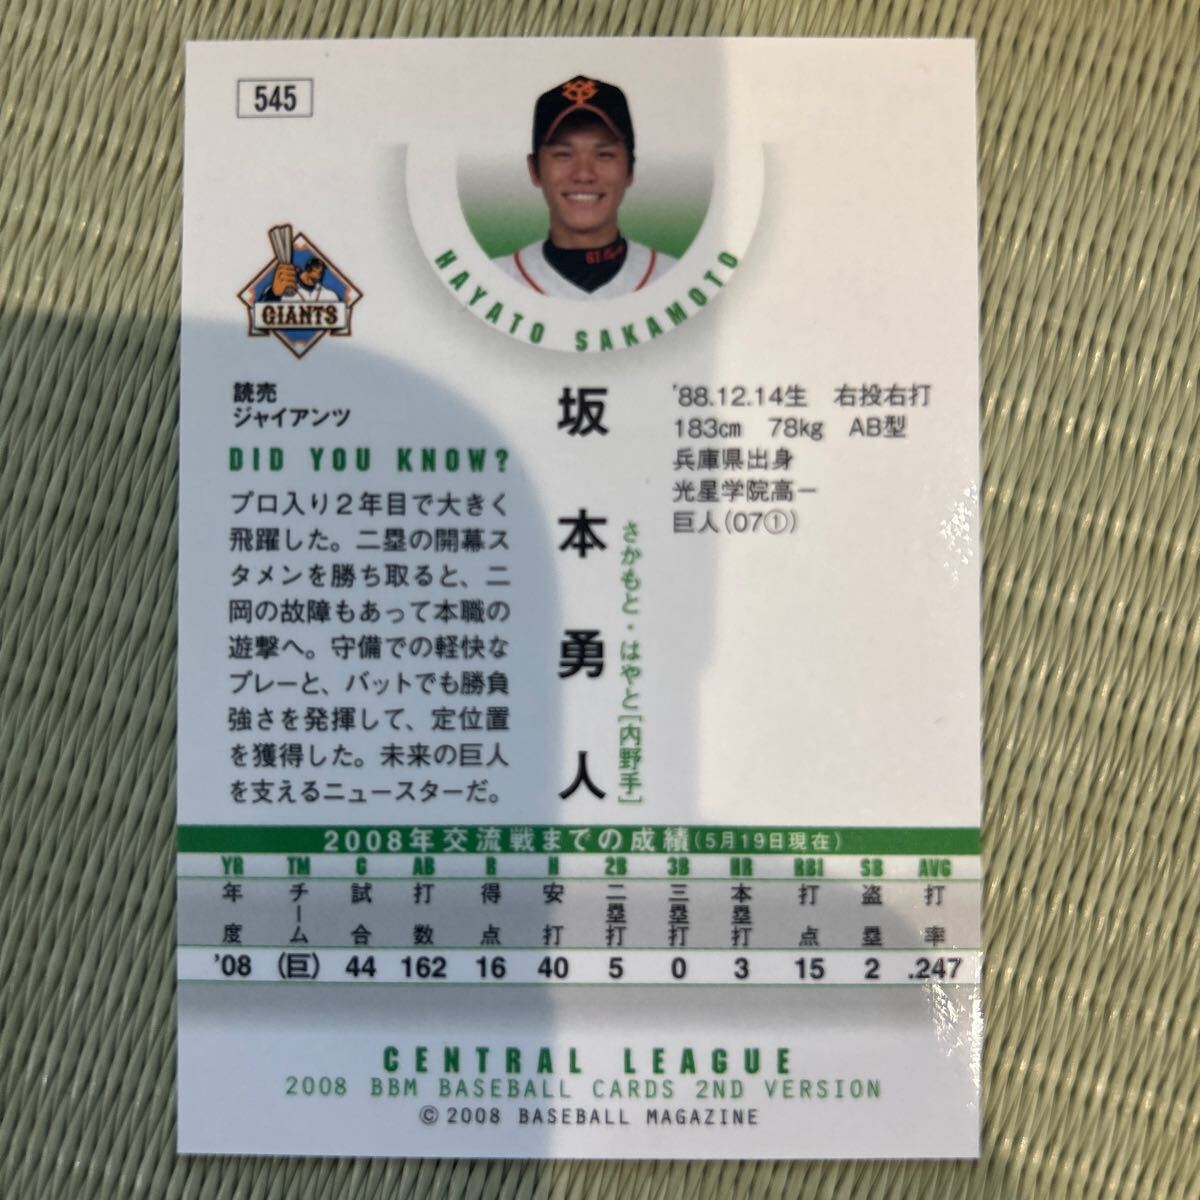 545
HAYATO SAKAMOTO
GIANTS
読売
ジャイアンツ
DID YOU KNOW?
プロ入り2年目で大きく
飛躍した。二塁の開幕ス
タメンを勝ち取ると、二
岡の故障もあって本職の
遊撃へ。守備での軽快な
プレーと、バットでも勝負
強さを発揮して、定位置
を獲得した。未来の巨人
を支えるニュースターだ。
坂本勇人
さかもと・はやと[内野手]
'88.12.14生 右投右打
183㎝ 78㎏ AB型
兵庫県出身
光星学院高ー
巨人(07①)
2008年交流戦までの成績(5月19日現在)
YR TM G AB R H 2B 3B HR RBI SB AVG
年度 チーム 試合 打数 得点 安打 二塁打 三塁打 本塁打 打点 盗塁 打率
'08 (巨) 44 162 16 40 5 0 3 15 2 .247
CENTRAL LEAGUE
2008 BBM BASEBALL CARDS 2ND VERSION
© 2008 BASEBALL MAGAZINE